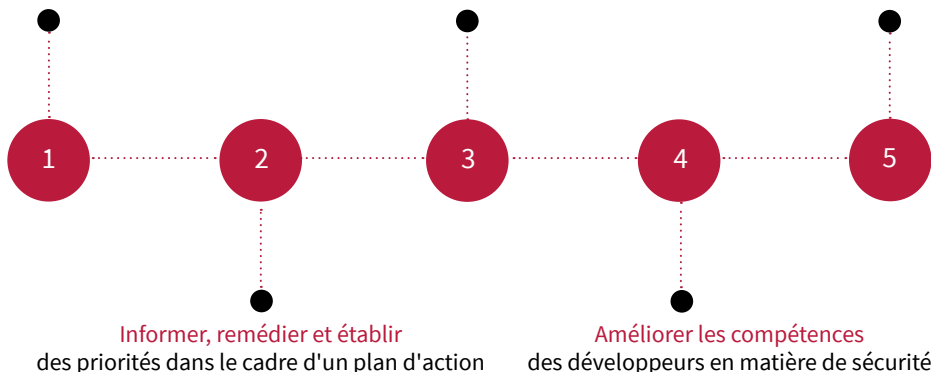 1
2
3
4
5
Informer, remédier et établir
des priorités dans le cadre d'un plan d'action
Améliorer les compétences
des développeurs en matière de sécurité